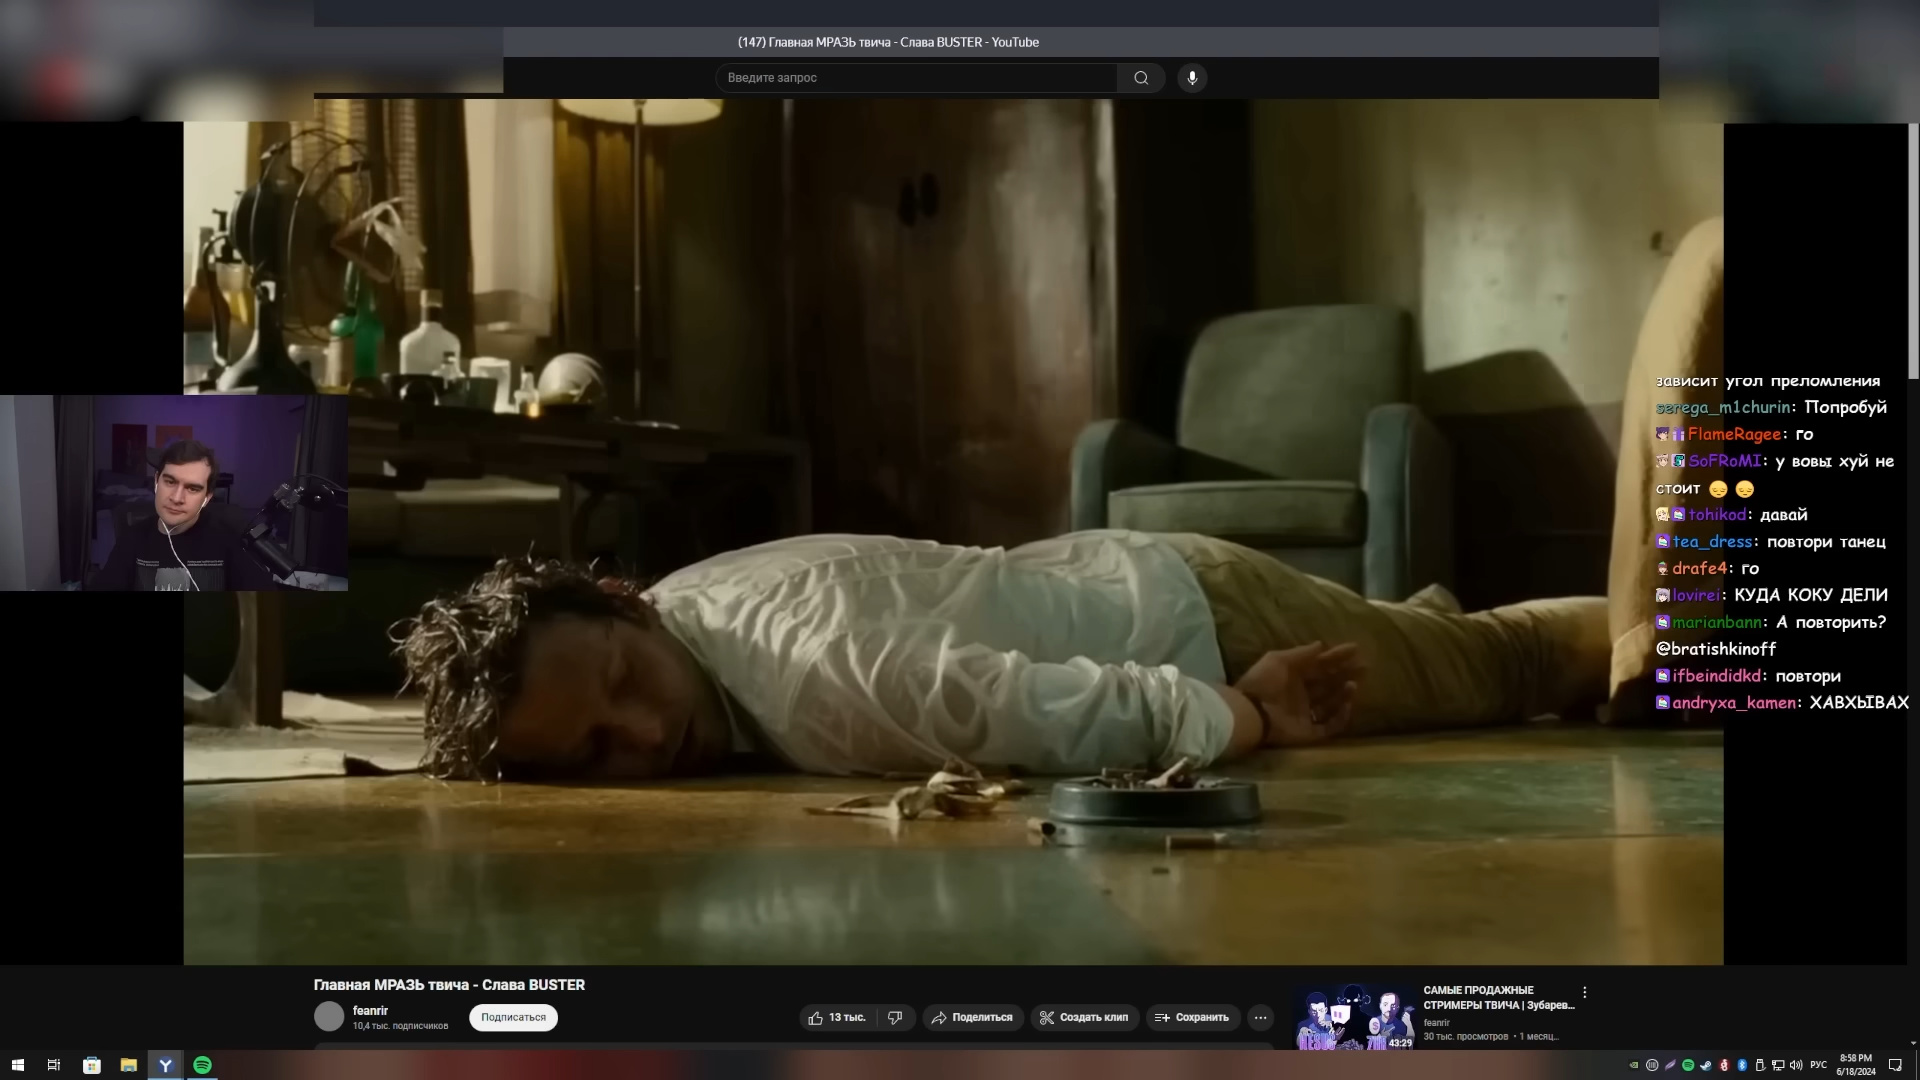 (147) Главная МРАЗЬ твича - Слава BUSTER - YouTube
Введите запрос
зависит угол преломления
serega_m1churin: Попробуй
FlameRagee: го
SoFRoMI: у вовы хуй не
стоит 😔 😔
tohikod: давай
tea_dress: повтори танец
drafe4: го
lovirei: КУДА КОКУ ДЕЛИ
marianbann: А повторить?
@bratishkinoff
ifbeindidkd: повтори
andryxa_kamen: ХАВХЫВАХ
Главная МРАЗЬ твича - Слава BUSTER
feanrir
10,4 тыс. подписчиков
Подписаться
13 тыс.
Поделиться
Создать клип
Сохранить
САМЫЕ ПРОДАЖНЫЕ
СТРИМЕРЫ ТВИЧА | Зубарев...
feanrir
30 тыс. просмотров • 1 месяц...
43:29
РУС
8:58 PM
6/18/2024